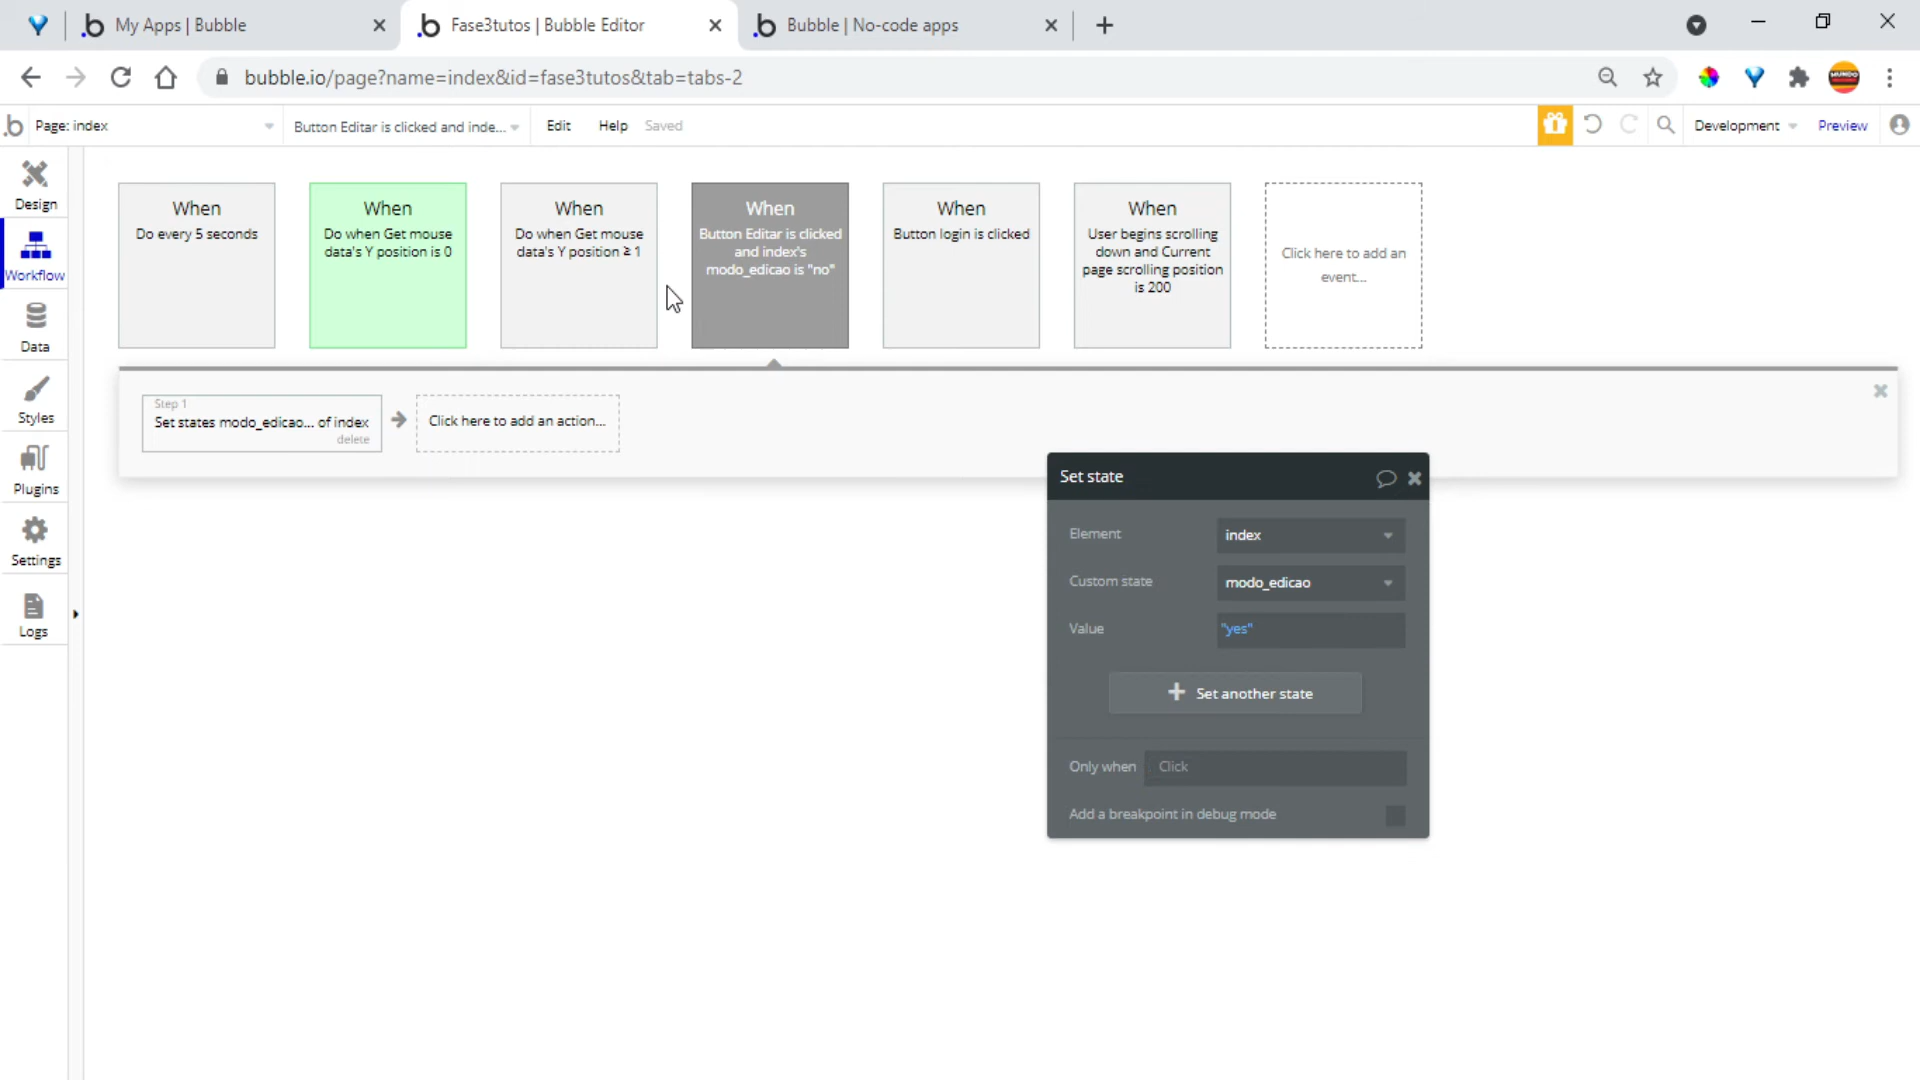 My Apps | Bubble
Fase3tutos | Bubble Editor
Bubble | No-code apps
bubble.io/page?name=index&id=fase3tutos&tab=tabs-2
MUNDO
Page: index
Button Editar is clicked and inde...
Edit
Help
Saved
Development
Preview
Design
Workflow
Data
Styles
Plugins
Settings
Logs
When
Do every 5 seconds
When
Do when Get mouse
data's Y position is 0
When
Do when Get mouse
data's Y position ≥ 1
When
Button Editar is clicked
and index's
modo_edicao is "no"
When
Button login is clicked
When
User begins scrolling
down and Current
page scrolling position
is 200
Click here to add an
event...
Step 1
Set states modo_edicao... of index
delete
Click here to add an action...
Set state
Element
index
Custom state
modo_edicao
Value
"yes"
Set another state
Only when
Click
Add a breakpoint in debug mode